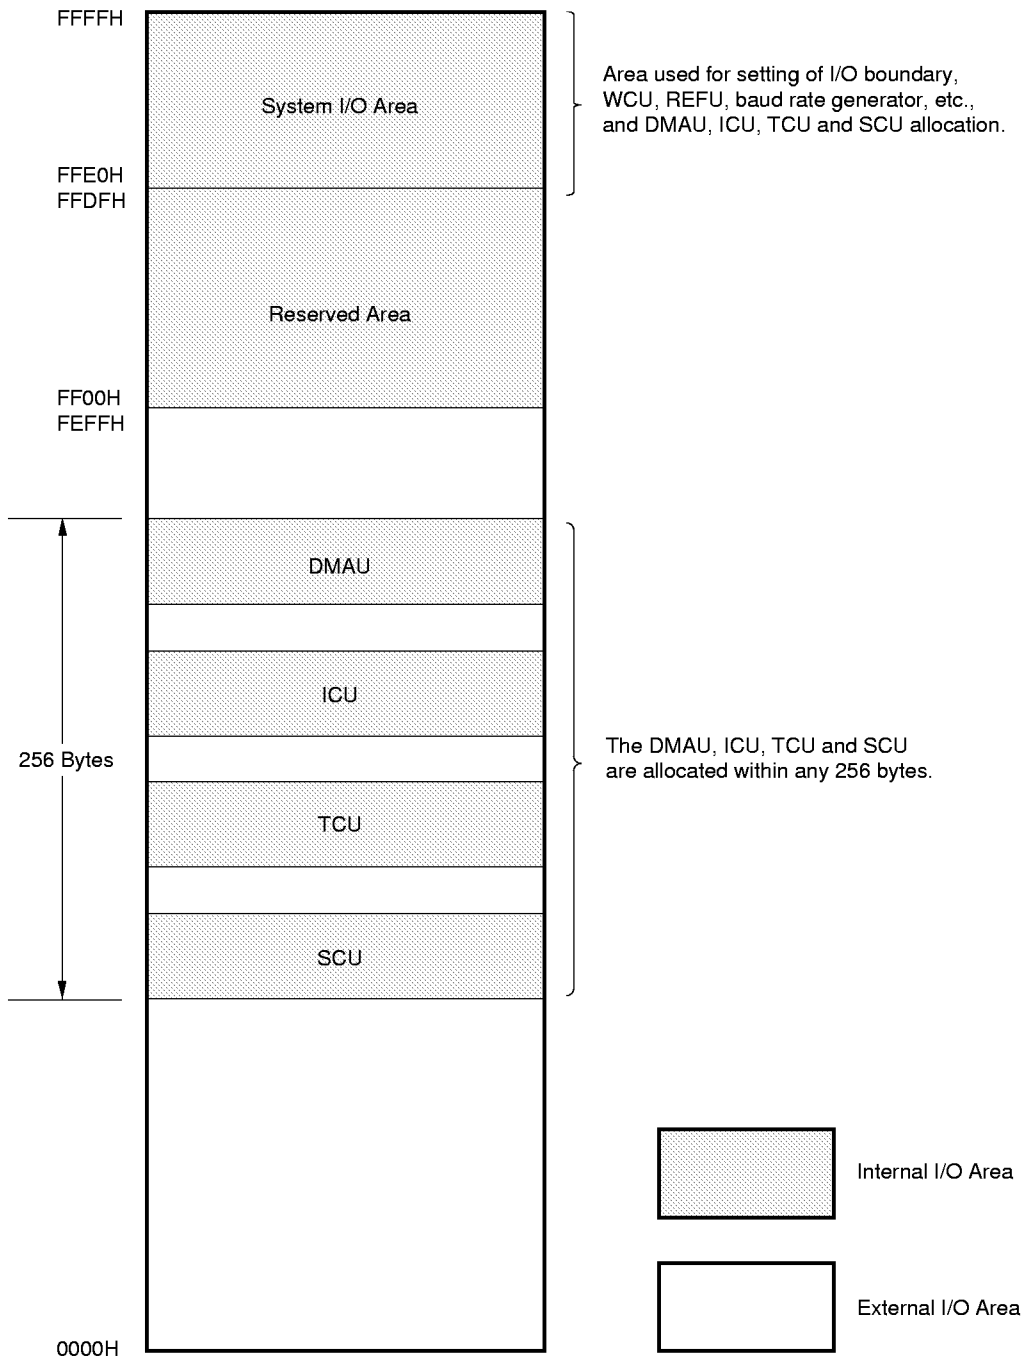 FFFFH
System I/O Area
Area used for setting of I/O boundary,
WCU, REFU, baud rate generator, etc.,
and DMAU, ICU, TCU and SCU allocation.
FFE0H
FFDFH
Reserved Area
FF00H
FEFFH
DMAU
ICU
256 Bytes
The DMAU, ICU, TCU and SCU
are allocated within any 256 bytes.
TCU
SCU
Internal I/O Area
External I/O Area
0000H